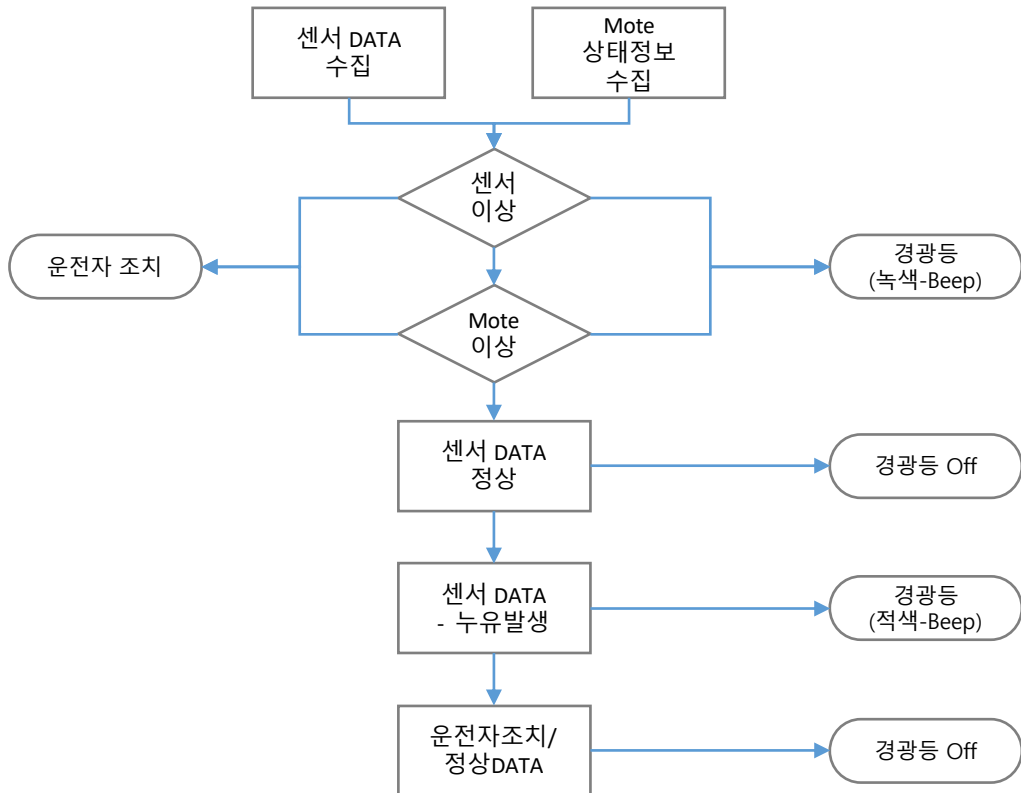 센서 DATA
수집
Mote
상태정보
수집
센서
이상
운전자 조치
경광등
(녹색-Beep)
Mote
이상
센서 DATA
정상
경광등 Off
센서 DATA
- 누유발생
경광등
(적색-Beep)
운전자조치/
정상DATA
경광등 Off